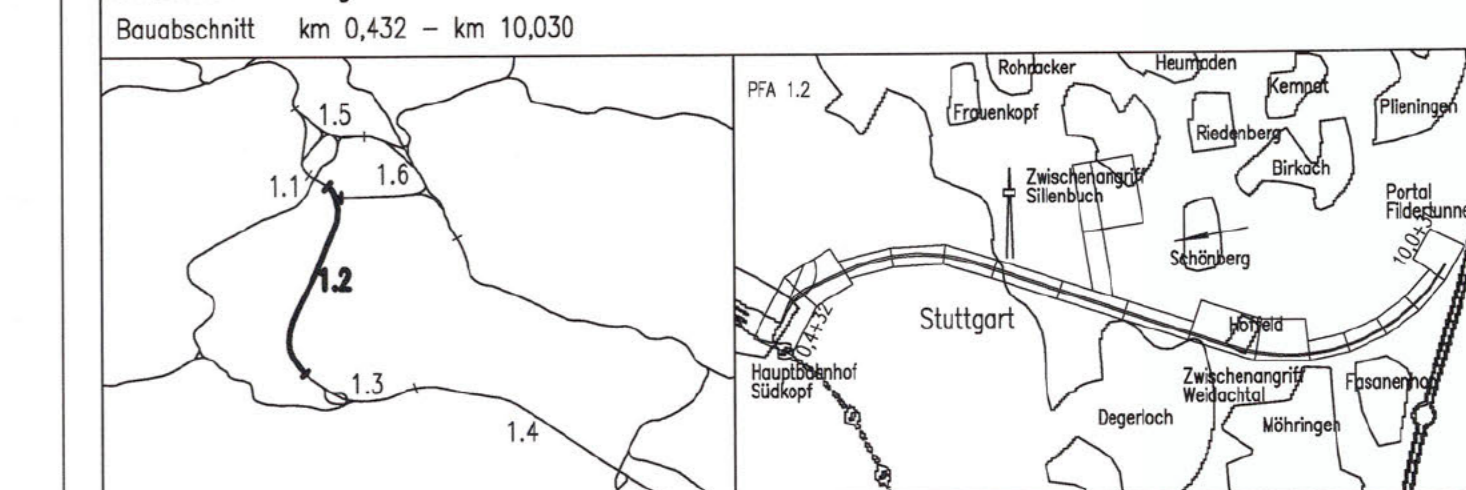 Bauabschnitt km 0,432 – km 10,030
1.5
1.1
1.6
1.2
1.3
1.4
PFA 1.2
Rohracker
Heumaden
Kemnat
Plieningen
Frauenkopf
Riedenberg
Birkach
Zwischenangriff
Sillenbuch
Portal
Schönberg
Stuttgart
0,4+32
Hoffeld
Hauptbahnhof
Südkopf
Zwischenangriff
Weidachtal
Degerloch
Möhringen